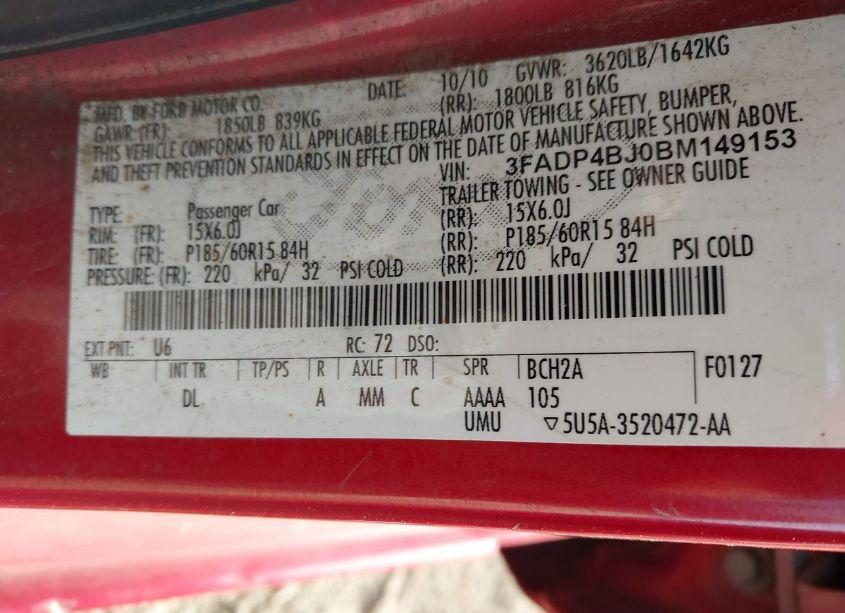 MFD. BY FORD MOTOR CO. DATE: 10/10 GVWR: 3620LB/1642KG
GAWR (FR): 1850LB 839KG (RR): 1800LB 816KG
THIS VEHICLE CONFORMS TO ALL APPLICABLE FEDERAL MOTOR VEHICLE SAFETY, BUMPER,
AND THEFT PREVENTION STANDARDS IN EFFECT ON THE DATE OF MANUFACTURE SHOWN ABOVE.
VIN: 3FADP4BJ0BM149153
TYPE: Passenger Car TRAILER TOWING - SEE OWNER GUIDE
RIM: (FR): 15X6.0J (RR): 15X6.0J
TIRE: (FR): P185/60R15 84H (RR): P185/60R15 84H
PRESSURE: (FR): 220 kPa/ 32 PSI COLD (RR): 220 kPa/ 32 PSI COLD
EXT PNT: U6 RC: 72 DSO:
WB INT TR TP/PS R AXLE TR SPR BCH2A F0127
DL A MM C AAAA 105
UMU ▽5U5A-3520472-AA